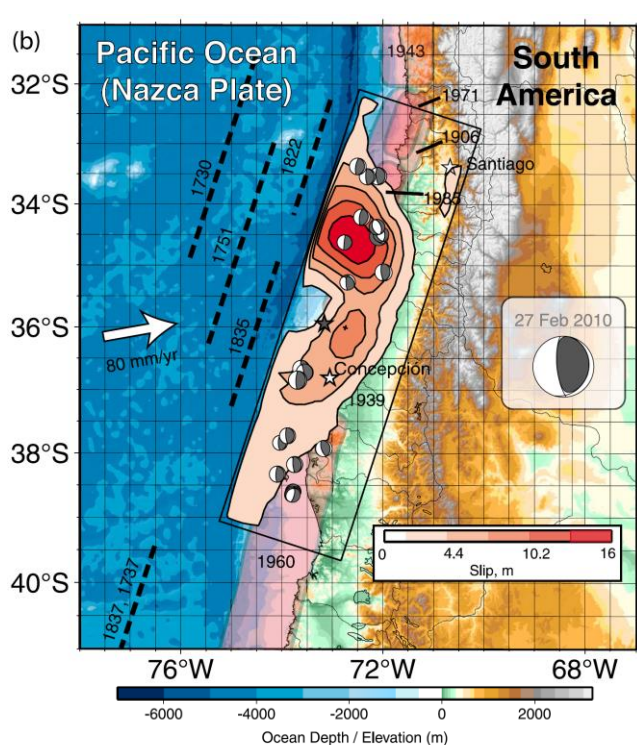 (b)
Pacific Ocean
(Nazca Plate)
South
America
1943
1971
1906
Santiago
1985
1730
1822
1751
1835
80 mm/yr
27 Feb 2010
Concepción
1939
1960
1837, 1737
0 4.4 10.2 16
Slip, m
32°S
34°S
36°S
38°S
40°S
76°W 72°W 68°W
-6000 -4000 -2000 0 2000
Ocean Depth / Elevation (m)